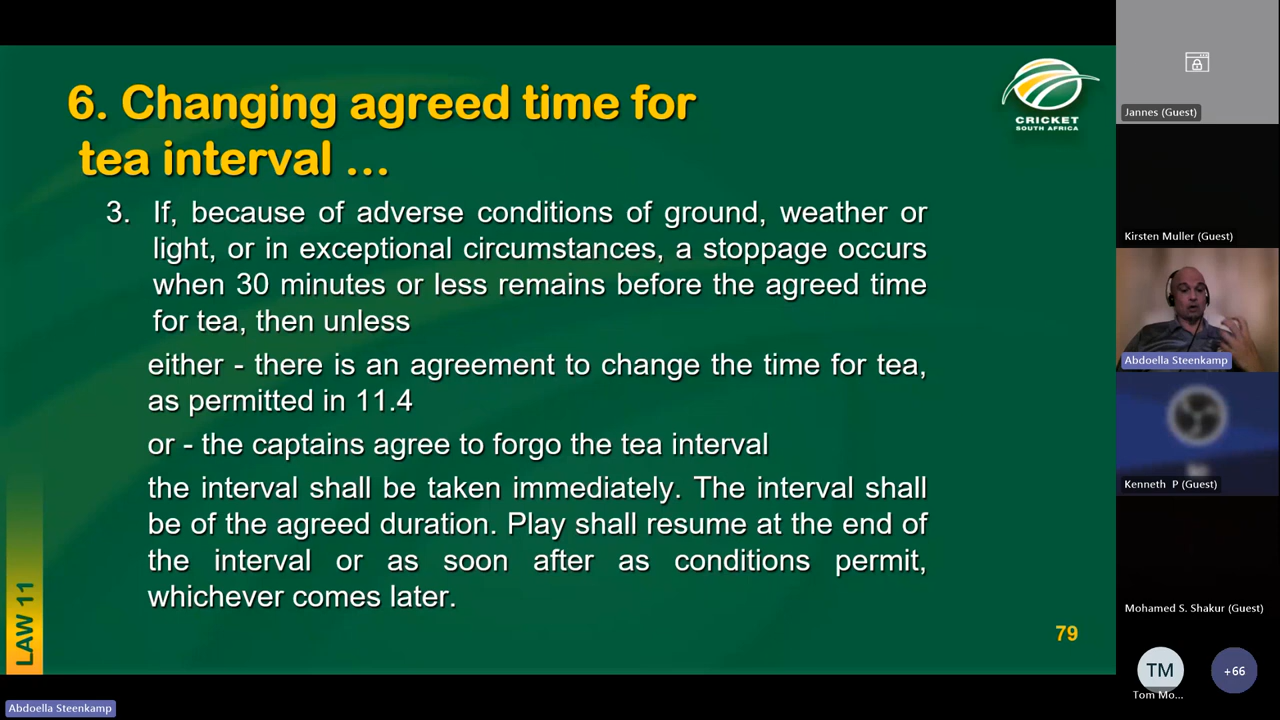 6. Changing agreed time for
tea interval ...
CRICKET
SOUTH AFRICA
3. If, because of adverse conditions of ground, weather or
light, or in exceptional circumstances, a stoppage occurs
when 30 minutes or less remains before the agreed time
for tea, then unless
either - there is an agreement to change the time for tea,
as permitted in 11.4
or - the captains agree to forgo the tea interval
the interval shall be taken immediately. The interval shall
be of the agreed duration. Play shall resume at the end of
the interval or as soon after as conditions permit,
whichever comes later.
LAW 11
79
Abdoella Steenkamp
Jannes (Guest)
Kirsten Muller (Guest)
Abdoella Steenkamp
Kenneth P (Guest)
Mohamed S. Shakur (Guest)
TM
Tom Mo...
+66